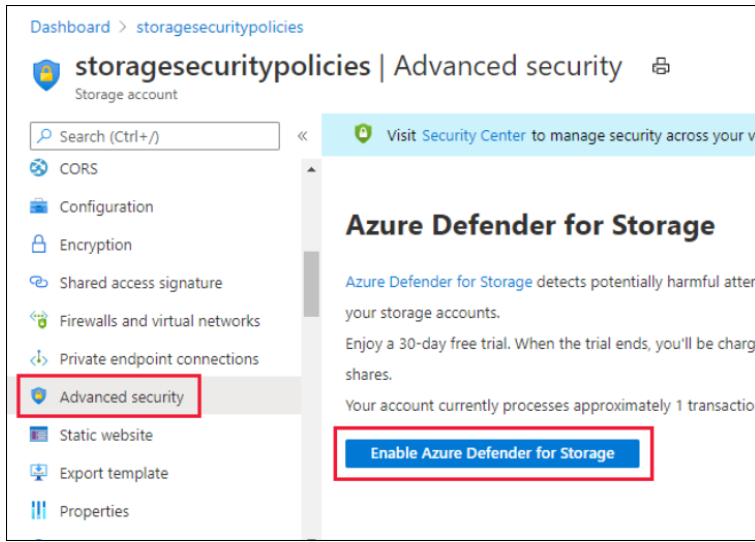 Dashboard > storagesecuritypolicies
storagesecuritypolicies | Advanced security
Storage account
Search (Ctrl+/)
«
Visit Security Center to manage security across your v
CORS
Configuration
Encryption
Shared access signature
Firewalls and virtual networks
Private endpoint connections
Advanced security
Static website
Export template
Properties
Azure Defender for Storage
Azure Defender for Storage detects potentially harmful atter
your storage accounts.
Enjoy a 30-day free trial. When the trial ends, you'll be charg
shares.
Your account currently processes approximately 1 transactio
Enable Azure Defender for Storage